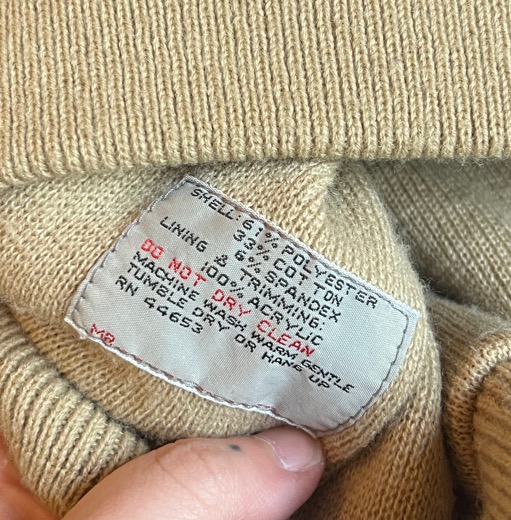 SHELL: 61% POLYESTER
33% COTTON
6% SPANDEX
LINING & TRIMMING:
100% ACRYLIC
DO NOT DRY CLEAN
MACHINE WASH WARM GENTLE
TUMBLE DRY OR HANG UP
RN 44653
MB